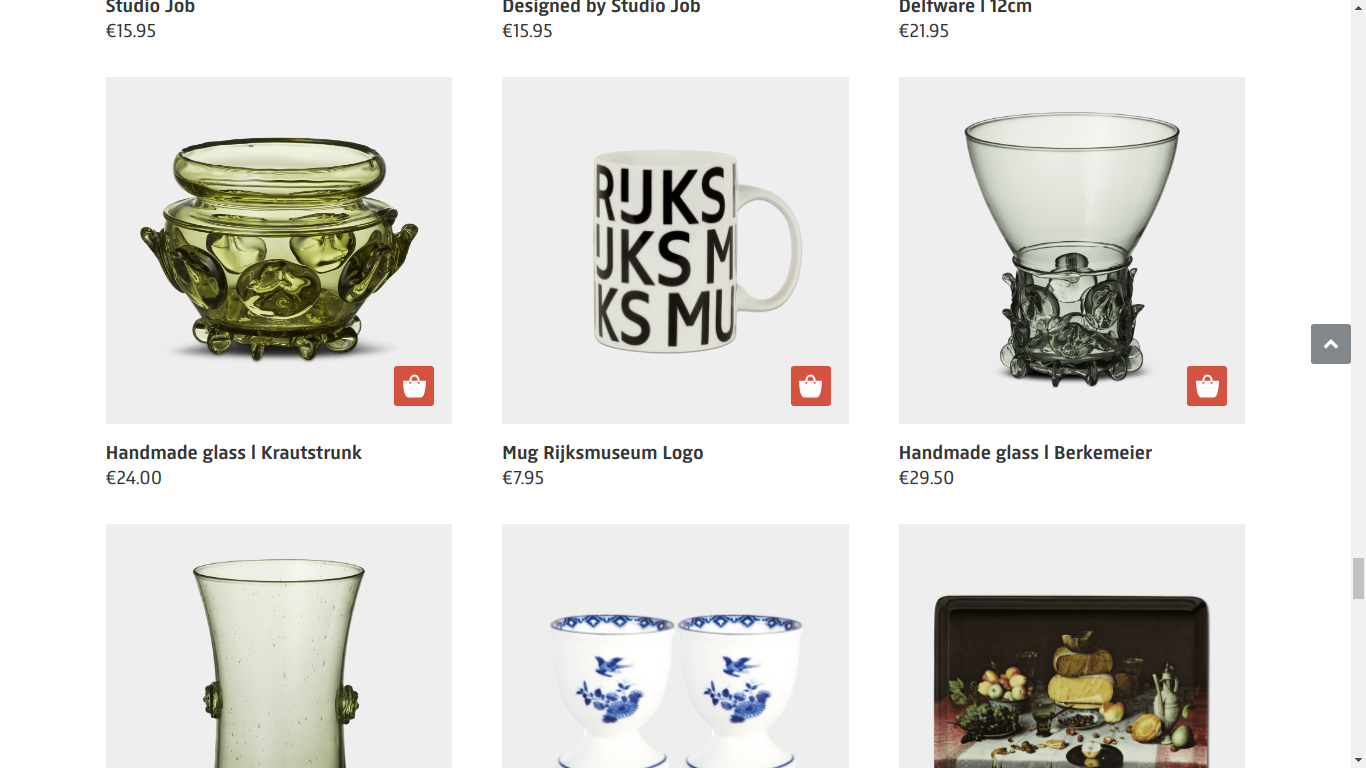 Studio Job
€15.95
Designed by Studio Job
€15.95
Delftware l 12cm
€21.95
RIJKS
IJKS M
KS MU
Handmade glass l Krautstrunk
€24.00
Mug Rijksmuseum Logo
€7.95
Handmade glass l Berkemeier
€29.50